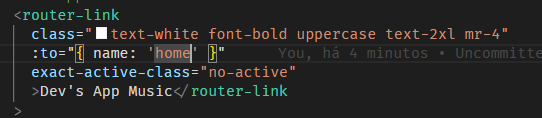 <router-link
class="text-white font-bold uppercase text-2xl mr-4"
:to="{ name: 'home' }" You, há 4 minutos • Uncommitte
exact-active-class="no-active"
>Dev's App Music</router-link
>